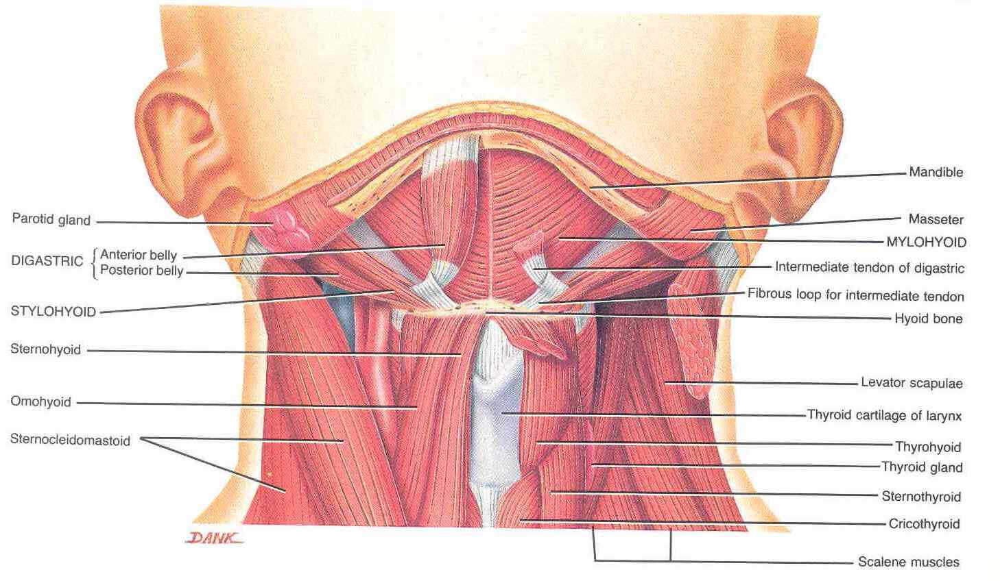 Parotid gland
DIGASTRIC
Anterior belly
Posterior belly
STYLOHYOID
Sternohyoid
Omohyoid
Sternocleidomastoid
DANK
Mandible
Masseter
MYLOHYOID
Intermediate tendon of digastric
Fibrous loop for intermediate tendon
Hyoid bone
Levator scapulae
Thyroid cartilage of larynx
Thyrohyoid
Thyroid gland
Sternothyroid
Cricothyroid
Scalene muscles